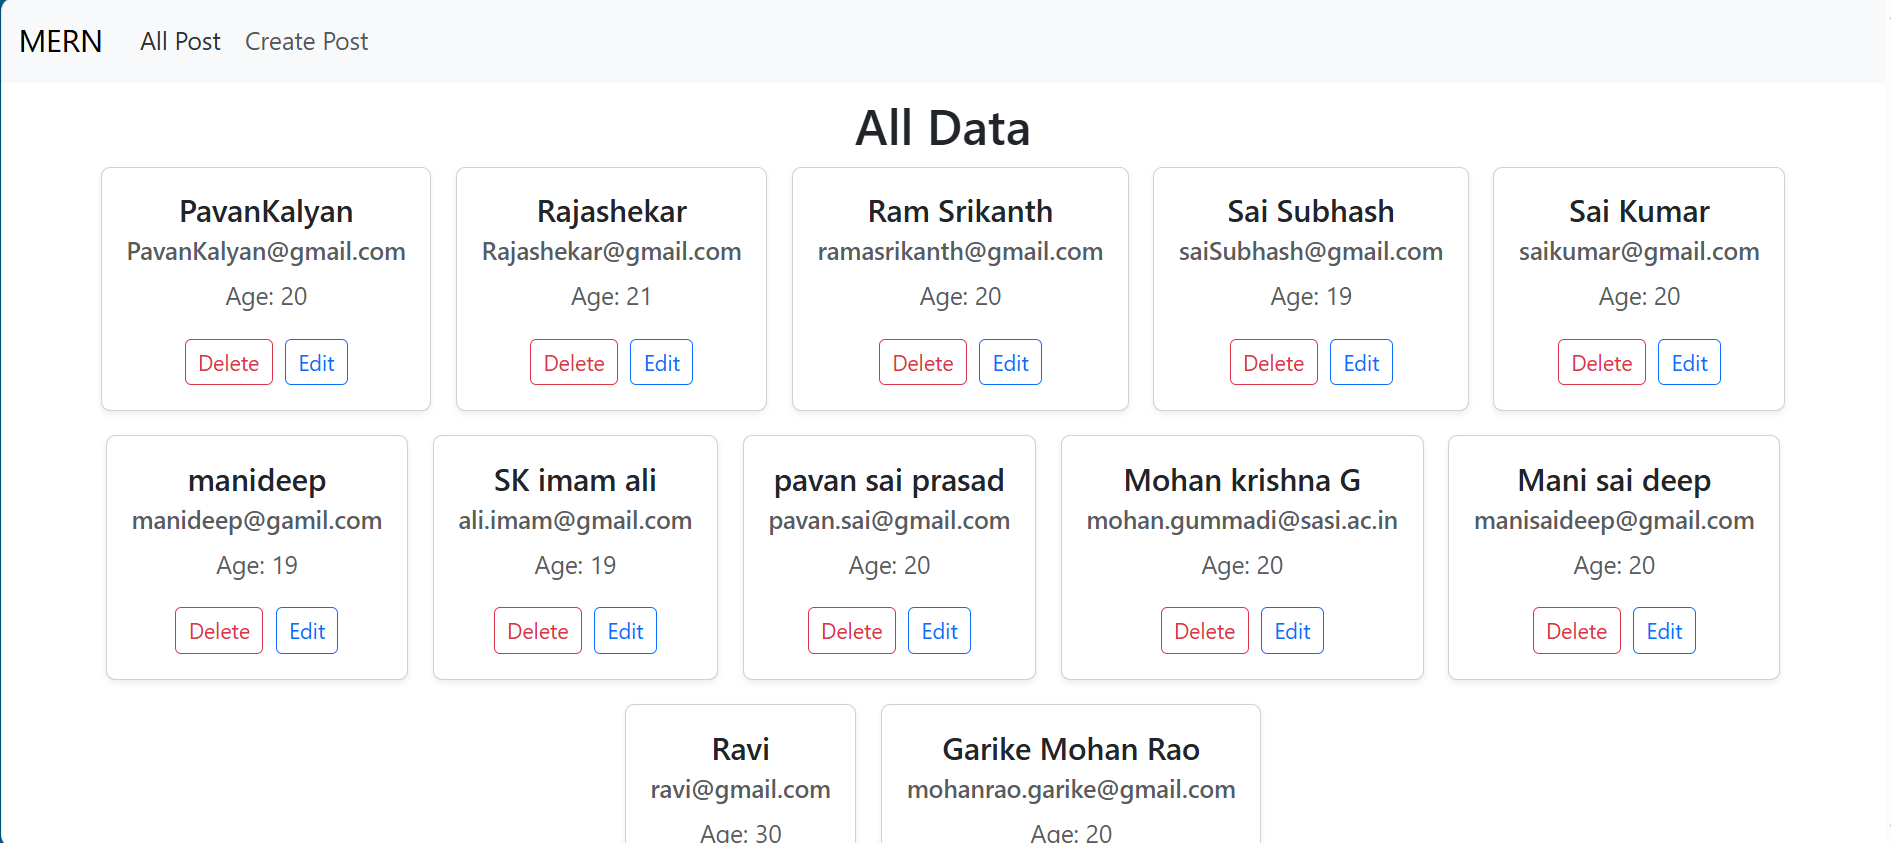 MERN All Post Create Post
All Data
PavanKalyan
PavanKalyan@gmail.com
Age: 20
Delete Edit
Rajashekar
Rajashekar@gmail.com
Age: 21
Delete Edit
Ram Srikanth
ramasrikanth@gmail.com
Age: 20
Delete Edit
Sai Subhash
saiSubhash@gmail.com
Age: 19
Delete Edit
Sai Kumar
saikumar@gmail.com
Age: 20
Delete Edit
manideep
manideep@gamil.com
Age: 19
Delete Edit
SK imam ali
ali.imam@gmail.com
Age: 19
Delete Edit
pavan sai prasad
pavan.sai@gmail.com
Age: 20
Delete Edit
Mohan krishna G
mohan.gummadi@sasi.ac.in
Age: 20
Delete Edit
Mani sai deep
manisaideep@gmail.com
Age: 20
Delete Edit
Ravi
ravi@gmail.com
Age: 30
Garike Mohan Rao
mohanrao.garike@gmail.com
Age: 20